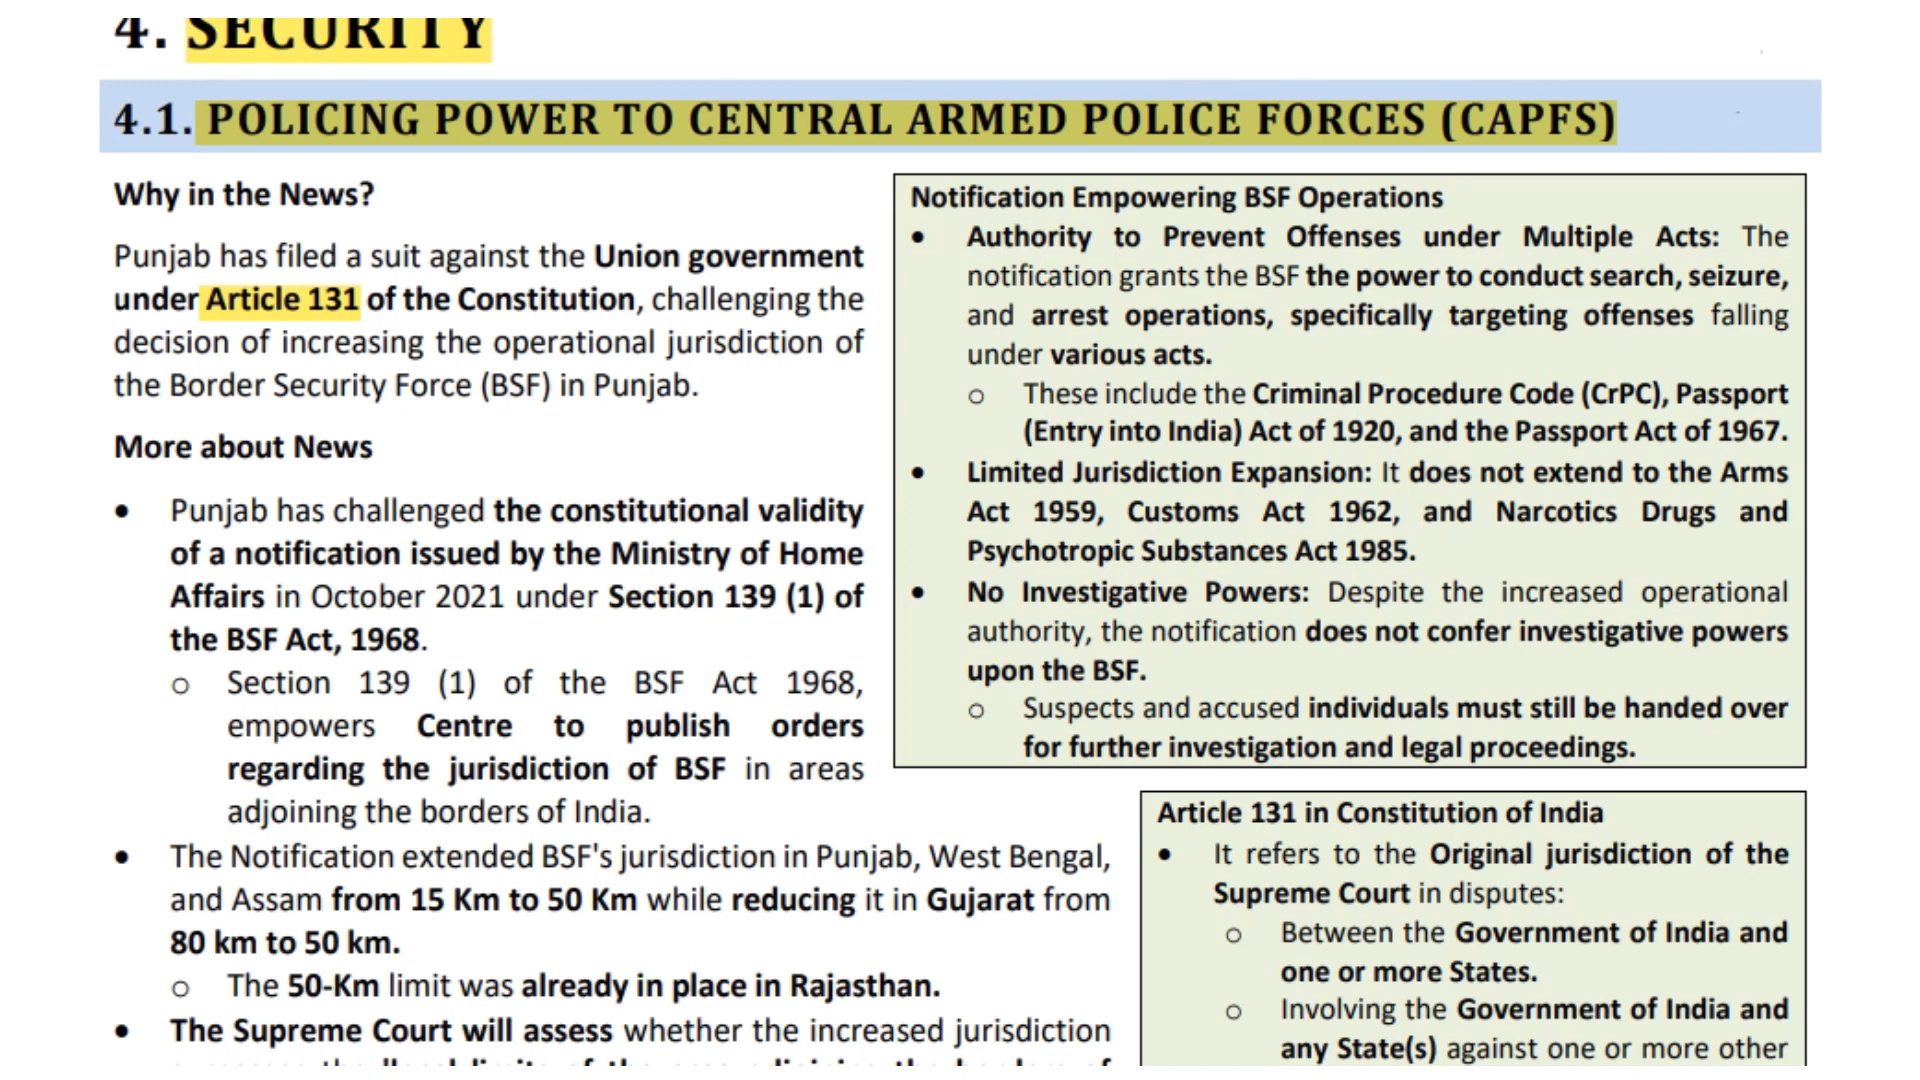 4. SECURITY
4.1. POLICING POWER TO CENTRAL ARMED POLICE FORCES (CAPFS)
Why in the News?
Punjab has filed a suit against the Union government
under Article 131 of the Constitution, challenging the
decision of increasing the operational jurisdiction of
the Border Security Force (BSF) in Punjab.
More about News
• Punjab has challenged the constitutional validity
of a notification issued by the Ministry of Home
Affairs in October 2021 under Section 139 (1) of
the BSF Act, 1968.
o Section 139 (1) of the BSF Act 1968,
empowers Centre to publish orders
regarding the jurisdiction of BSF in areas
adjoining the borders of India.
• The Notification extended BSF's jurisdiction in Punjab, West Bengal,
and Assam from 15 Km to 50 Km while reducing it in Gujarat from
80 km to 50 km.
o The 50-Km limit was already in place in Rajasthan.
• The Supreme Court will assess whether the increased jurisdiction
Notification Empowering BSF Operations
• Authority to Prevent Offenses under Multiple Acts: The
notification grants the BSF the power to conduct search, seizure,
and arrest operations, specifically targeting offenses falling
under various acts.
o These include the Criminal Procedure Code (CrPC), Passport
(Entry into India) Act of 1920, and the Passport Act of 1967.
• Limited Jurisdiction Expansion: It does not extend to the Arms
Act 1959, Customs Act 1962, and Narcotics Drugs and
Psychotropic Substances Act 1985.
• No Investigative Powers: Despite the increased operational
authority, the notification does not confer investigative powers
upon the BSF.
o Suspects and accused individuals must still be handed over
for further investigation and legal proceedings.
Article 131 in Constitution of India
• It refers to the Original jurisdiction of the
Supreme Court in disputes:
o Between the Government of India and
one or more States.
o Involving the Government of India and
any State(s) against one or more other